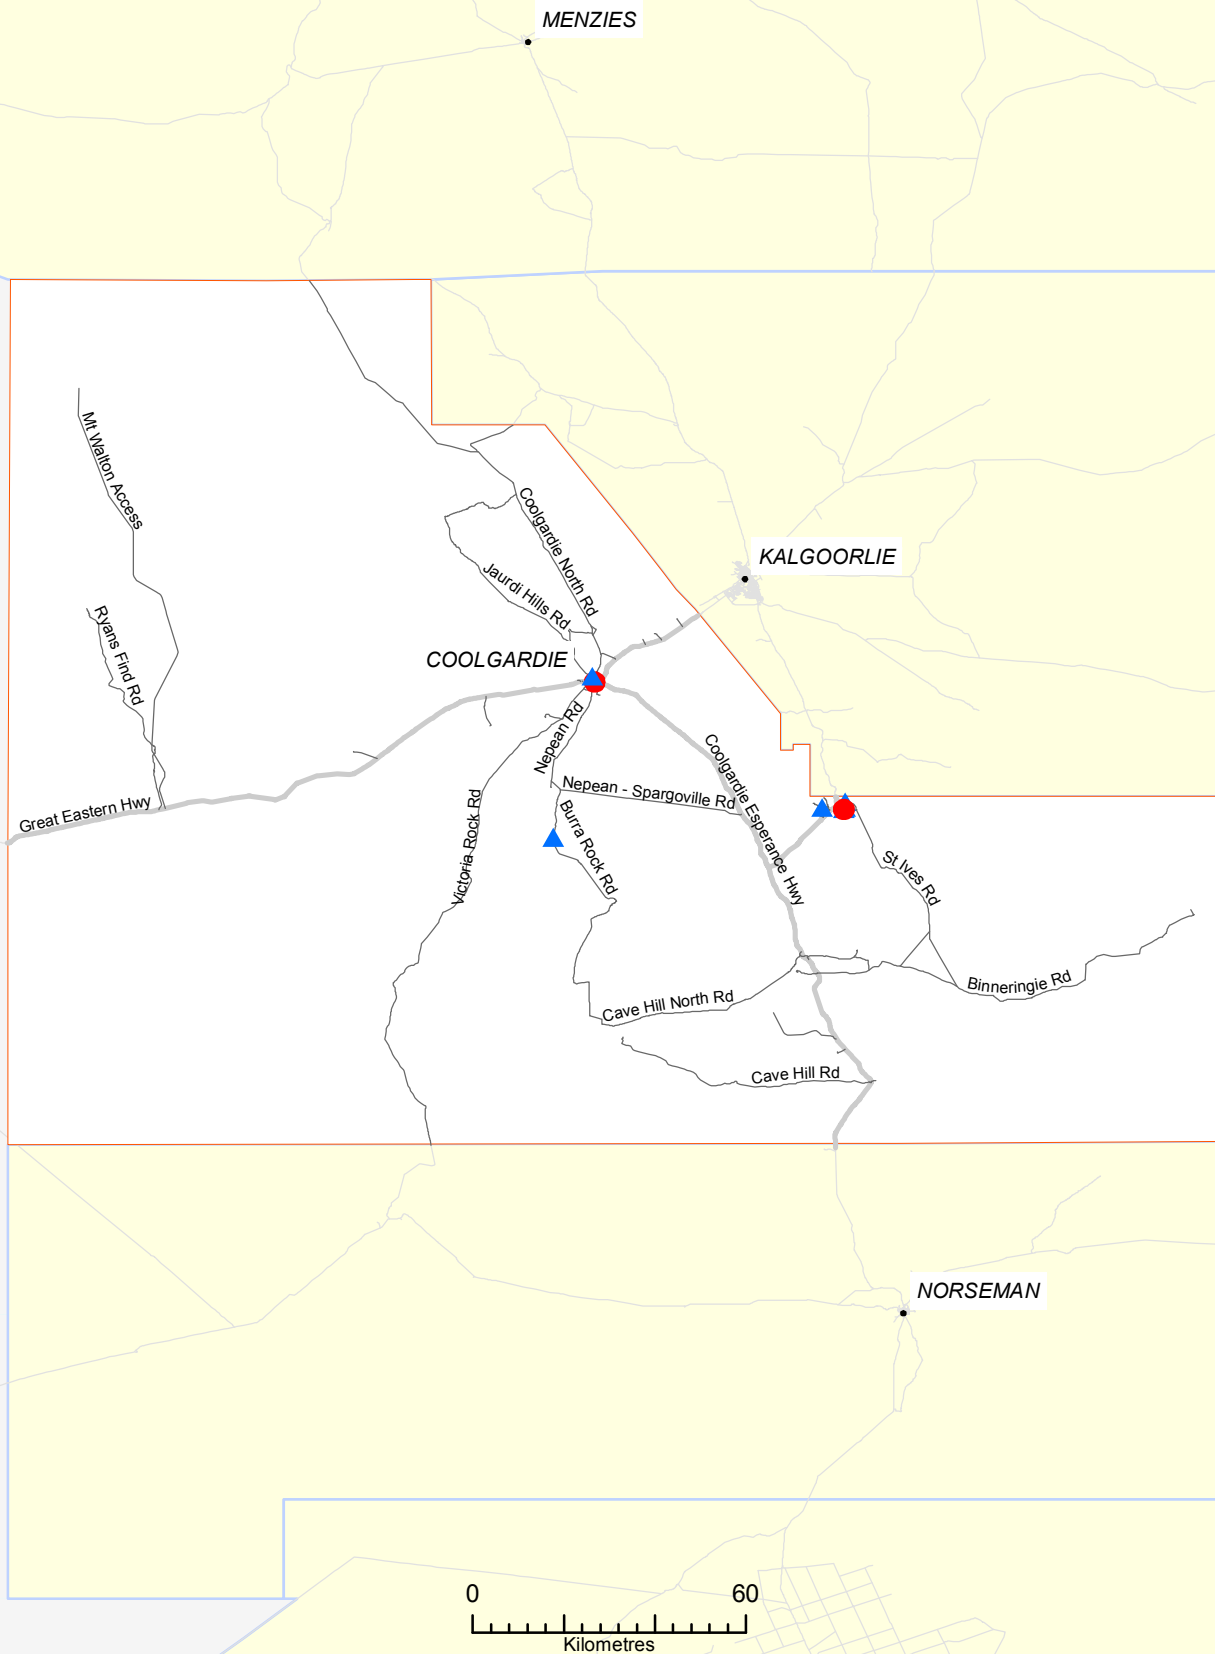 MENZIES
Mt Walton Access
Coolgardie North Rd
KALGOORLIE
Jaurdi Hills Rd
Ryans Find Rd
COOLGARDIE
Nepean Rd
Coolgardie Esperance Hwy
Nepean - Spargoville Rd
Great Eastern Hwy
Victoria Rock Rd
Burra Rock Rd
St Ives Rd
Binneringie Rd
Cave Hill North Rd
Cave Hill Rd
NORSEMAN
0 60
Kilometres